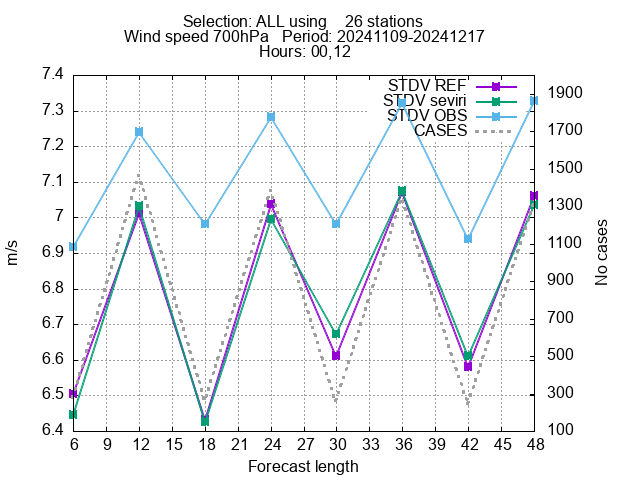 Selection: ALL using 26 stations
Wind speed 700hPa Period: 20241109-20241217
Hours: 00,12
STDV REF
STDV seviri
STDV OBS
CASES
7.4
7.3
7.2
7.1
7
6.9
6.8
6.7
6.6
6.5
6.4
m/s
1900
1700
1500
1300
1100
900
700
500
300
100
No cases
6 9 12 15 18 21 24 27 30 33 36 39 42 45 48
Forecast length